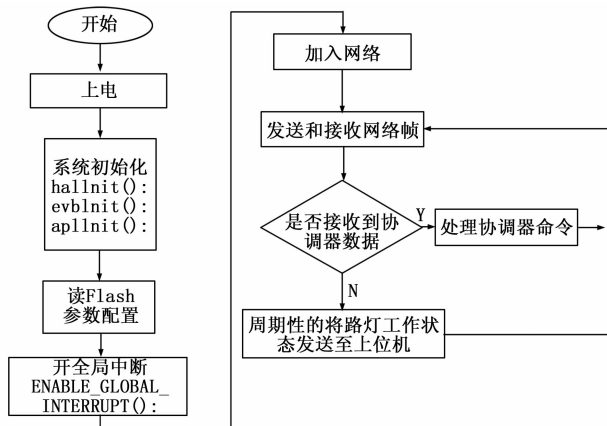 开始
上电
系统初始化
hallnit():
evblnit():
apllnit():
读Flash
参数配置
开全局中断
ENABLE_GLOBAL_
INTERRUPT():
加入网络
发送和接收网络帧
是否接收到协
调器数据
Y
处理协调器命令
N
周期性的将路灯工作状
态发送至上位机